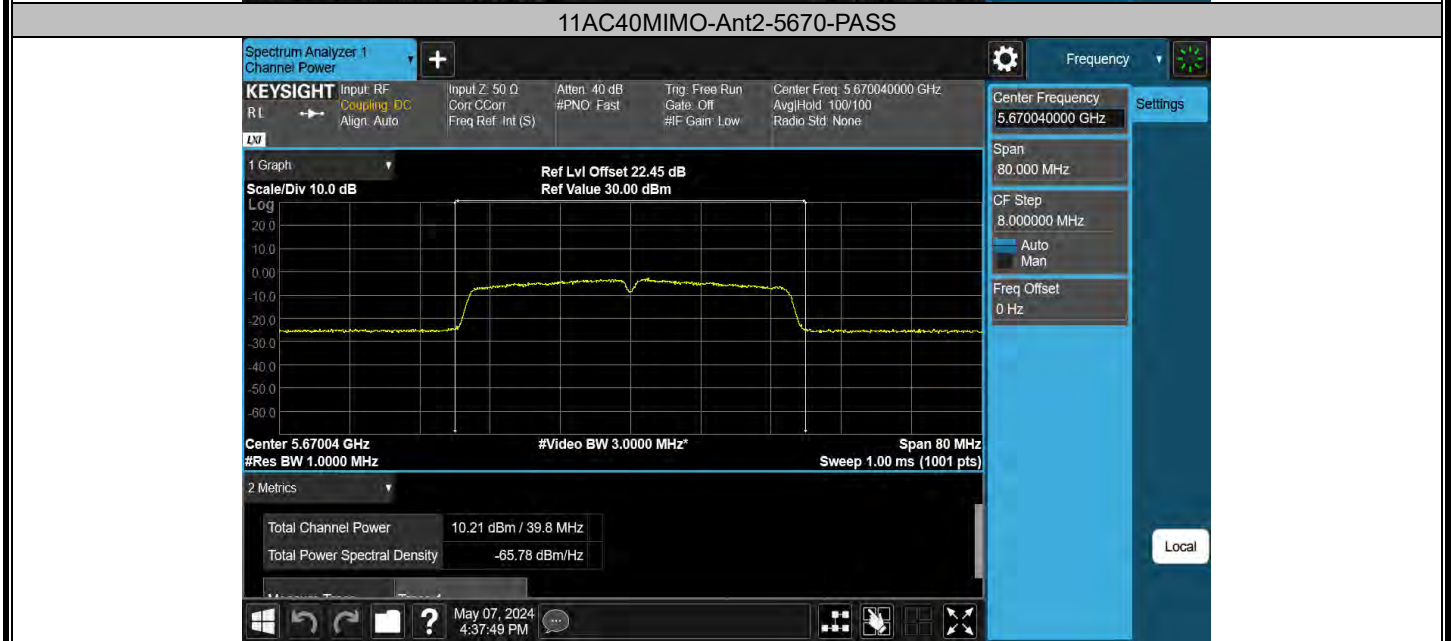 11AC40MIMO-Ant2-5670-PASS
Spectrum Analyzer 1
Channel Power
+
Frequency
KEYSIGHT
RL
LXI
Input: RF
Coupling: DC
Align: Auto
Input Z: 50 Ω
Corr CCorr
Freq Ref: Int (S)
Atten: 40 dB
#PNO: Fast
Trig: Free Run
Gate: Off
#IF Gain: Low
Center Freq: 5.670040000 GHz
Avg|Hold: 100/100
Radio Std: None
Center Frequency
5.670040000 GHz
Settings
Span
80.000 MHz
CF Step
8.000000 MHz
Auto
Man
Freq Offset
0 Hz
1 Graph
Scale/Div 10.0 dB
Ref Lvl Offset 22.45 dB
Ref Value 30.00 dBm
Log
20.0
10.0
0.00
-10.0
-20.0
-30.0
-40.0
-50.0
-60.0
Center 5.67004 GHz
#Video BW 3.0000 MHz*
Span 80 MHz
#Res BW 1.0000 MHz
Sweep 1.00 ms (1001 pts)
2 Metrics
Total Channel Power 10.21 dBm / 39.8 MHz
Total Power Spectral Density -65.78 dBm/Hz
Local
?
May 07, 2024
4:37:49 PM